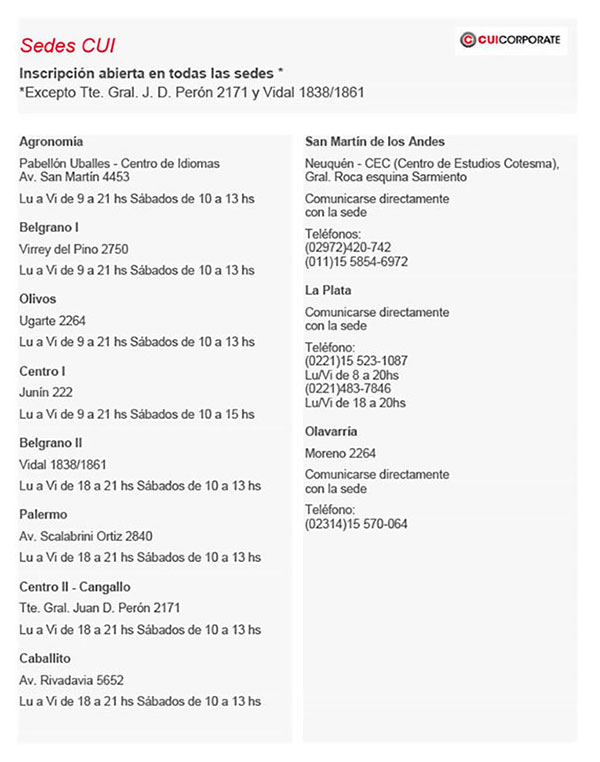 Sedes CUI
CUICORPORATE
Inscripción abierta en todas las sedes *
*Excepto Tte. Gral. J. D. Perón 2171 y Vidal 1838/1861
Agronomía
Pabellón Uballes - Centro de Idiomas
Av. San Martín 4453
Lu a Vi de 9 a 21 hs Sábados de 10 a 13 hs
Belgrano I
Virrey del Pino 2750
Lu a Vi de 9 a 21 hs Sábados de 10 a 13 hs
Olivos
Ugarte 2264
Lu a Vi de 9 a 21 hs Sábados de 10 a 13 hs
Centro I
Junín 222
Lu a Vi de 9 a 21 hs Sábados de 10 a 15 hs
Belgrano II
Vidal 1838/1861
Lu a Vi de 18 a 21 hs Sábados de 10 a 13 hs
Palermo
Av. Scalabrini Ortiz 2840
Lu a Vi de 18 a 21 hs Sábados de 10 a 13 hs
Centro II - Cangallo
Tte. Gral. Juan D. Perón 2171
Lu a Vi de 18 a 21 hs Sábados de 10 a 13 hs
Caballito
Av. Rivadavia 5652
Lu a Vi de 18 a 21 hs Sábados de 10 a 13 hs
San Martín de los Andes
Neuquén - CEC (Centro de Estudios Cotesma),
Gral. Roca esquina Sarmiento
Comunicarse directamente
con la sede
Teléfonos:
(02972)420-742
(011)15 5854-6972
La Plata
Comunicarse directamente
con la sede
Teléfono:
(0221)15 523-1087
Lu/Vi de 8 a 20hs
(0221)483-7846
Lu/Vi de 18 a 20hs
Olavarría
Moreno 2264
Comunicarse directamente
con la sede
Teléfono:
(02314)15 570-064